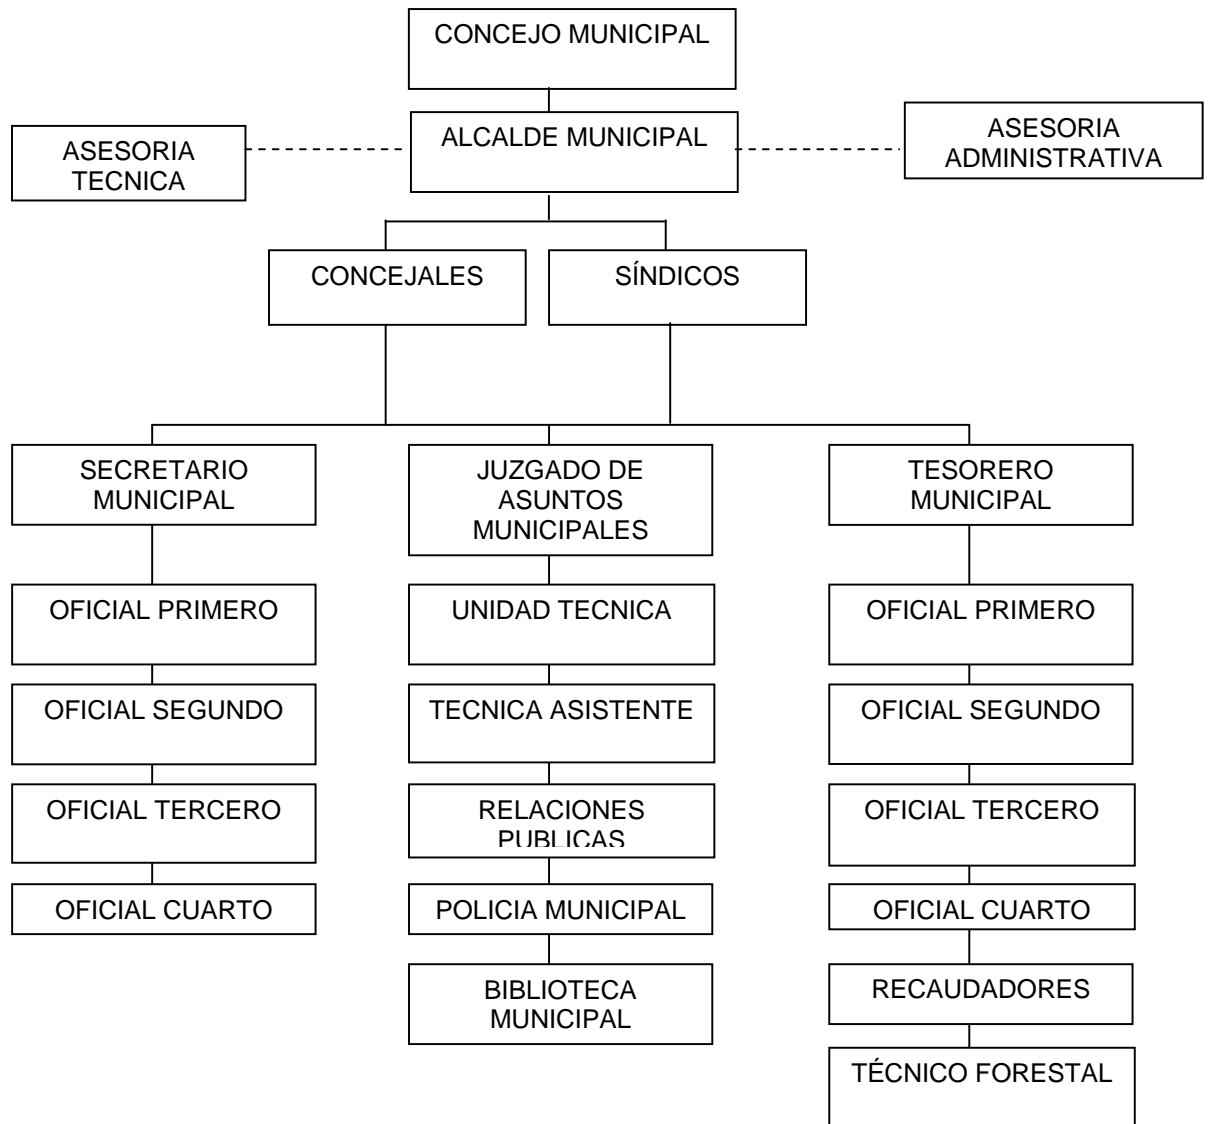 CONCEJO MUNICIPAL
ALCALDE MUNICIPAL
ASESORIA
TECNICA
ASESORIA
ADMINISTRATIVA
CONCEJALES
SÍNDICOS
SECRETARIO
MUNICIPAL
JUZGADO DE
ASUNTOS
MUNICIPALES
TESORERO
MUNICIPAL
OFICIAL PRIMERO
UNIDAD TECNICA
OFICIAL PRIMERO
OFICIAL SEGUNDO
TECNICA ASISTENTE
OFICIAL SEGUNDO
OFICIAL TERCERO
RELACIONES
PUBLICAS
OFICIAL TERCERO
OFICIAL CUARTO
POLICIA MUNICIPAL
OFICIAL CUARTO
BIBLIOTECA
MUNICIPAL
RECAUDADORES
TÉCNICO FORESTAL